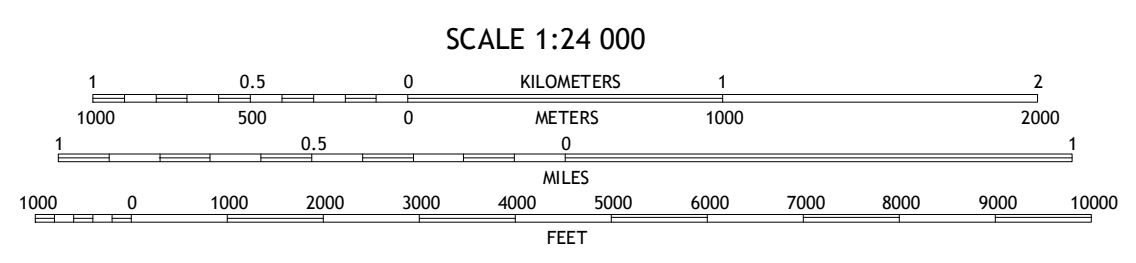 SCALE 1:24 000
1 0.5 0 KILOMETERS 1 2
1000 500 0 METERS 1000 2000
1 0.5 0 1
MILES
1000 0 1000 2000 3000 4000 5000 6000 7000 8000 9000 10000
FEET